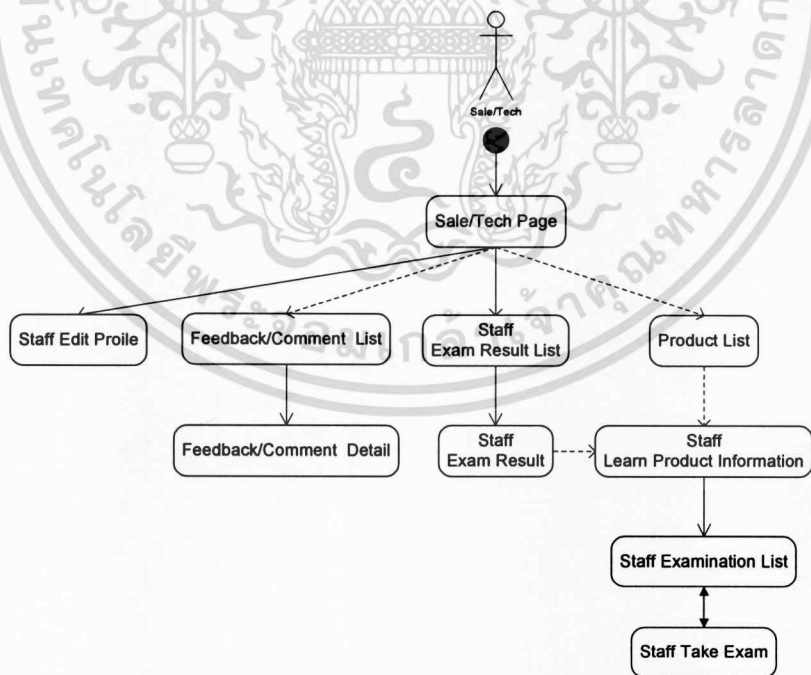 Sale/Tech
Sale/Tech Page
Staff Edit Proile
Feedback/Comment List
Staff
Exam Result List
Product List
Feedback/Comment Detail
Staff
Exam Result
Staff
Learn Product Information
Staff Examination List
Staff Take Exam